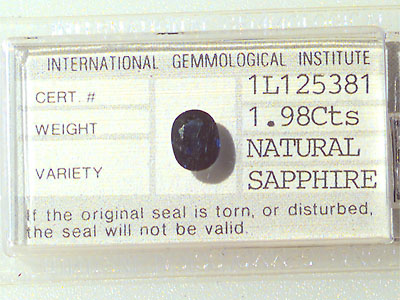 INTERNATIONAL GEMMOLOGICAL INSTITUTE
CERT. # 1L125381
WEIGHT 1.98Cts
VARIETY NATURAL
SAPPHIRE
If the original seal is torn, or disturbed,
the seal will not be valid.